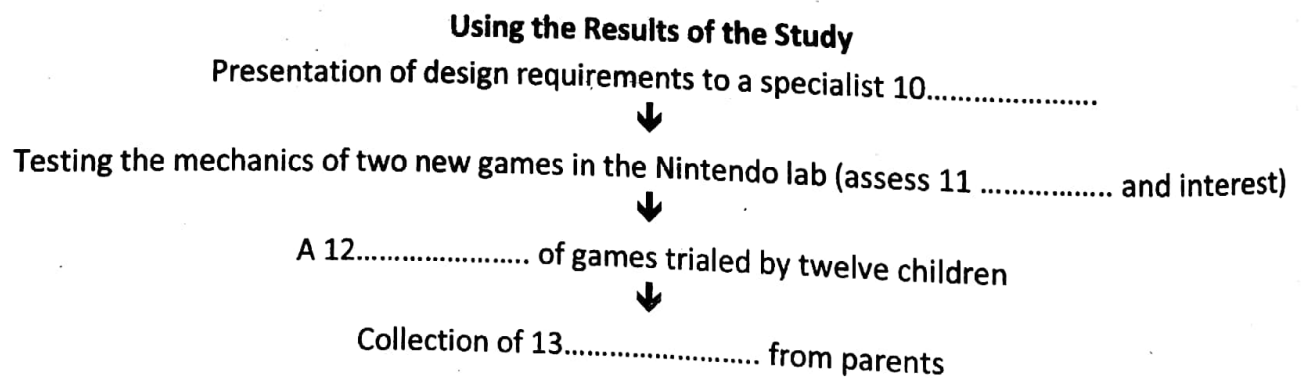 Using the Results of the Study
Presentation of design requirements to a specialist 10........................
Testing the mechanics of two new games in the Nintendo lab (assess 11 .................. and interest)
A 12........................ of games trialed by twelve children
Collection of 13........................... from parents